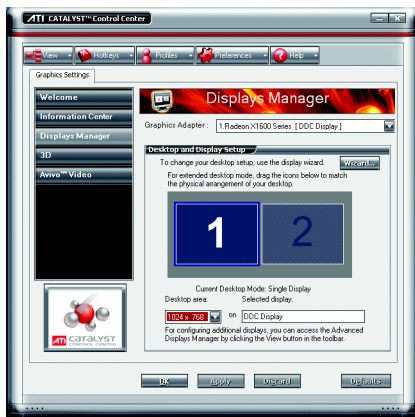 ATI CATALYST™ Control Center
View Hotkeys Profiles Preferences Help
Graphics Settings
Welcome
Information Center
Displays Manager
3D
Avivo™ Video
Displays Manager
Graphics Adapter : 1.Radeon X1600 Series [ DDC Display ]
Desktop and Display Setup
To change your desktop setup, use the display wizard. Wizard...
For extended desktop mode, drag the icons below to match
the physical arrangement of your desktop.
1 2
Current Desktop Mode: Single Display
Desktop area: Selected display:
1024 x 768 on DDC Display
For configuring additional displays, you can access the Advanced
Displays Manager by clicking the View button in the toolbar.
ATI CATALYST
CONTROL CENTER
OK Apply Discard Defaults